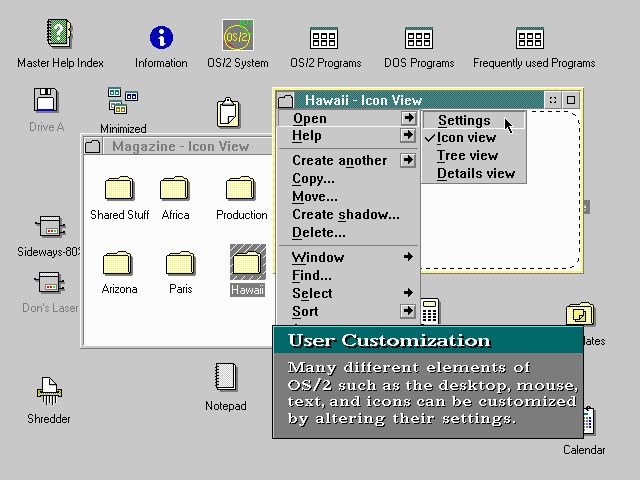 Master Help Index
Information
OS/2
OS/2 System
OS/2 Programs
DOS Programs
Frequently used Programs
Drive A
Minimized
Hawaii - Icon View
Open
Help
Create another
Copy...
Move...
Create shadow...
Delete...
Window
Find...
Select
Sort
Settings
Icon view
Tree view
Details view
Magazine - Icon View
Shared Stuff
Africa
Production
Arizona
Paris
Hawaii
Don's Laser
Shredder
Notepad
Calendar
User Customization
Many different elements of
OS/2 such as the desktop, mouse,
text, and icons can be customized
by altering their settings.